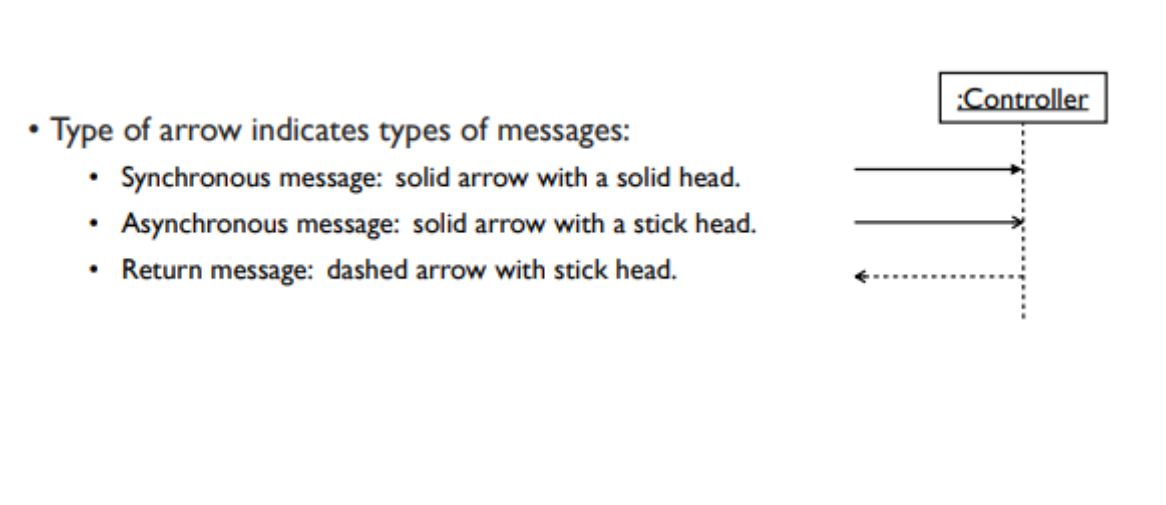 :Controller
• Type of arrow indicates types of messages:
• Synchronous message: solid arrow with a solid head.
• Asynchronous message: solid arrow with a stick head.
• Return message: dashed arrow with stick head.